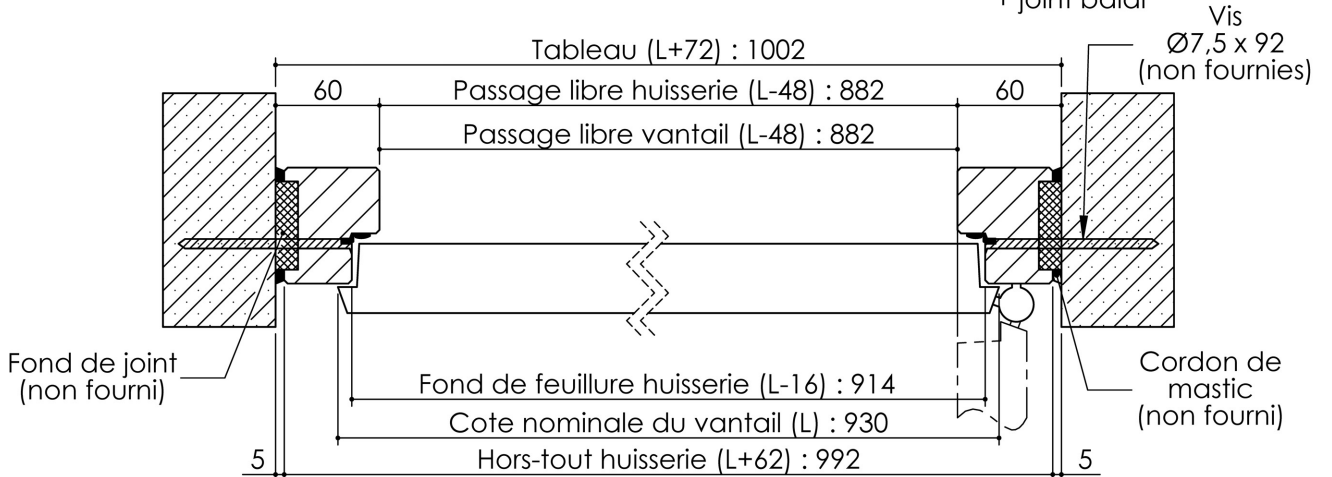 + joint balai
Vis
Ø7,5 x 92
(non fournies)
Tableau (L+72) : 1002
60
Passage libre huisserie (L-48) : 882
60
Passage libre vantail (L-48) : 882
Fond de joint
(non fourni)
Cordon de
mastic
(non fourni)
Fond de feuillure huisserie (L-16) : 914
Cote nominale du vantail (L) : 930
5
Hors-tout huisserie (L+62) : 992
5